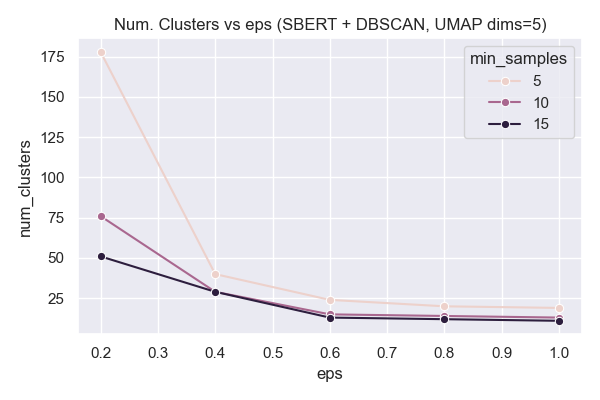 Num. Clusters vs eps (SBERT + DBSCAN, UMAP dims=5)
min_samples
5
10
15
num_clusters
175
150
125
100
75
50
25
0.2 0.3 0.4 0.5 0.6 0.7 0.8 0.9 1.0
eps